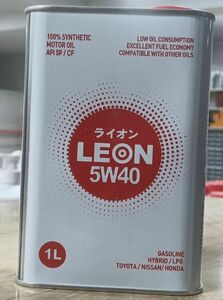 100% SYNTHETIC
MOTOR OIL
API SP / CF
LOW OIL CONSUMPTION
EXCELLENT FUEL ECONOMY
COMPATIBLE WITH OTHER OILS
ライオン
LEON
5W40
1L
GASOLINE
HYBRID / LPG
TOYOTA / NISSAN / HONDA